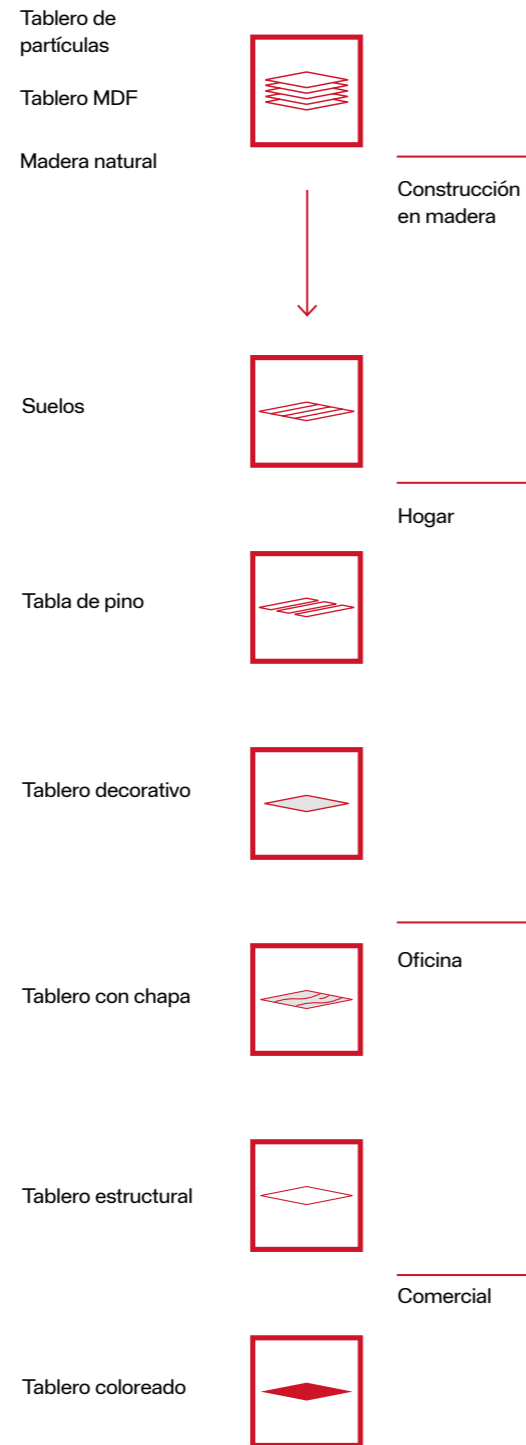 Tablero de
partículas
Tablero MDF
Madera natural
Construcción
en madera
Suelos
Hogar
Tabla de pino
Tablero decorativo
Oficina
Tablero con chapa
Tablero estructural
Comercial
Tablero coloreado